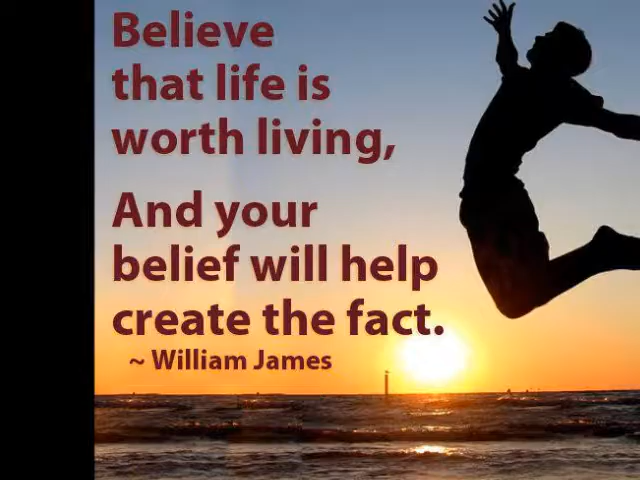 Believe
that life is
worth living,
And your
belief will help
create the fact.
~ William James